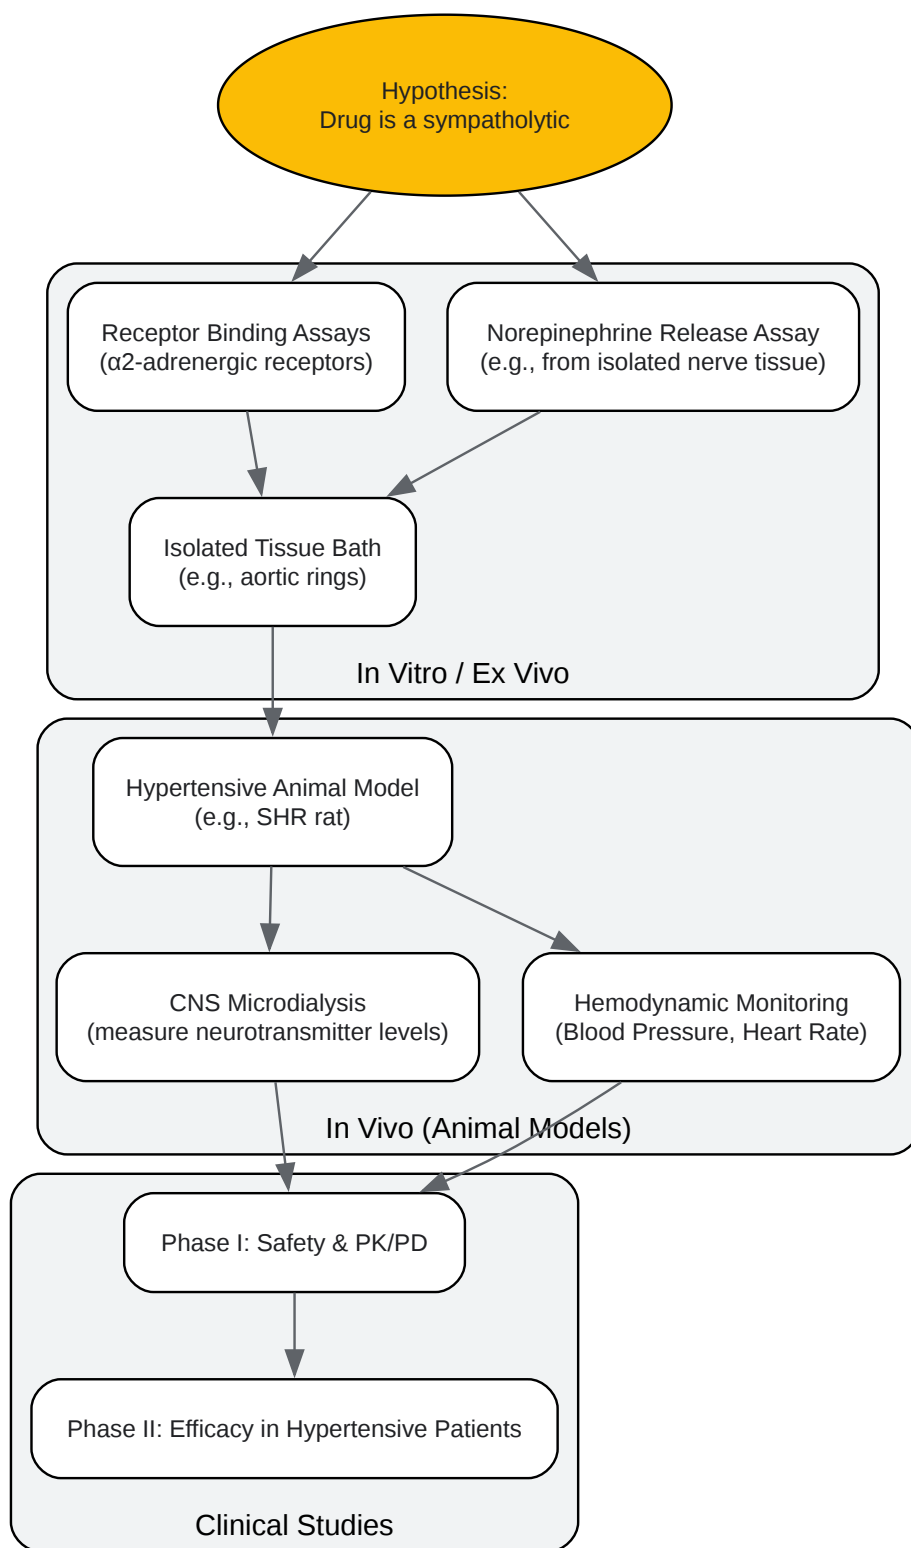 Hypothesis:
Drug is a sympatholytic
Receptor Binding Assays
(α2-adrenergic receptors)
Norepinephrine Release Assay
(e.g., from isolated nerve tissue)
Isolated Tissue Bath
(e.g., aortic rings)
In Vitro / Ex Vivo
Hypertensive Animal Model
(e.g., SHR rat)
CNS Microdialysis
(measure neurotransmitter levels)
Hemodynamic Monitoring
(Blood Pressure, Heart Rate)
In Vivo (Animal Models)
Phase I: Safety & PK/PD
Phase II: Efficacy in Hypertensive Patients
Clinical Studies